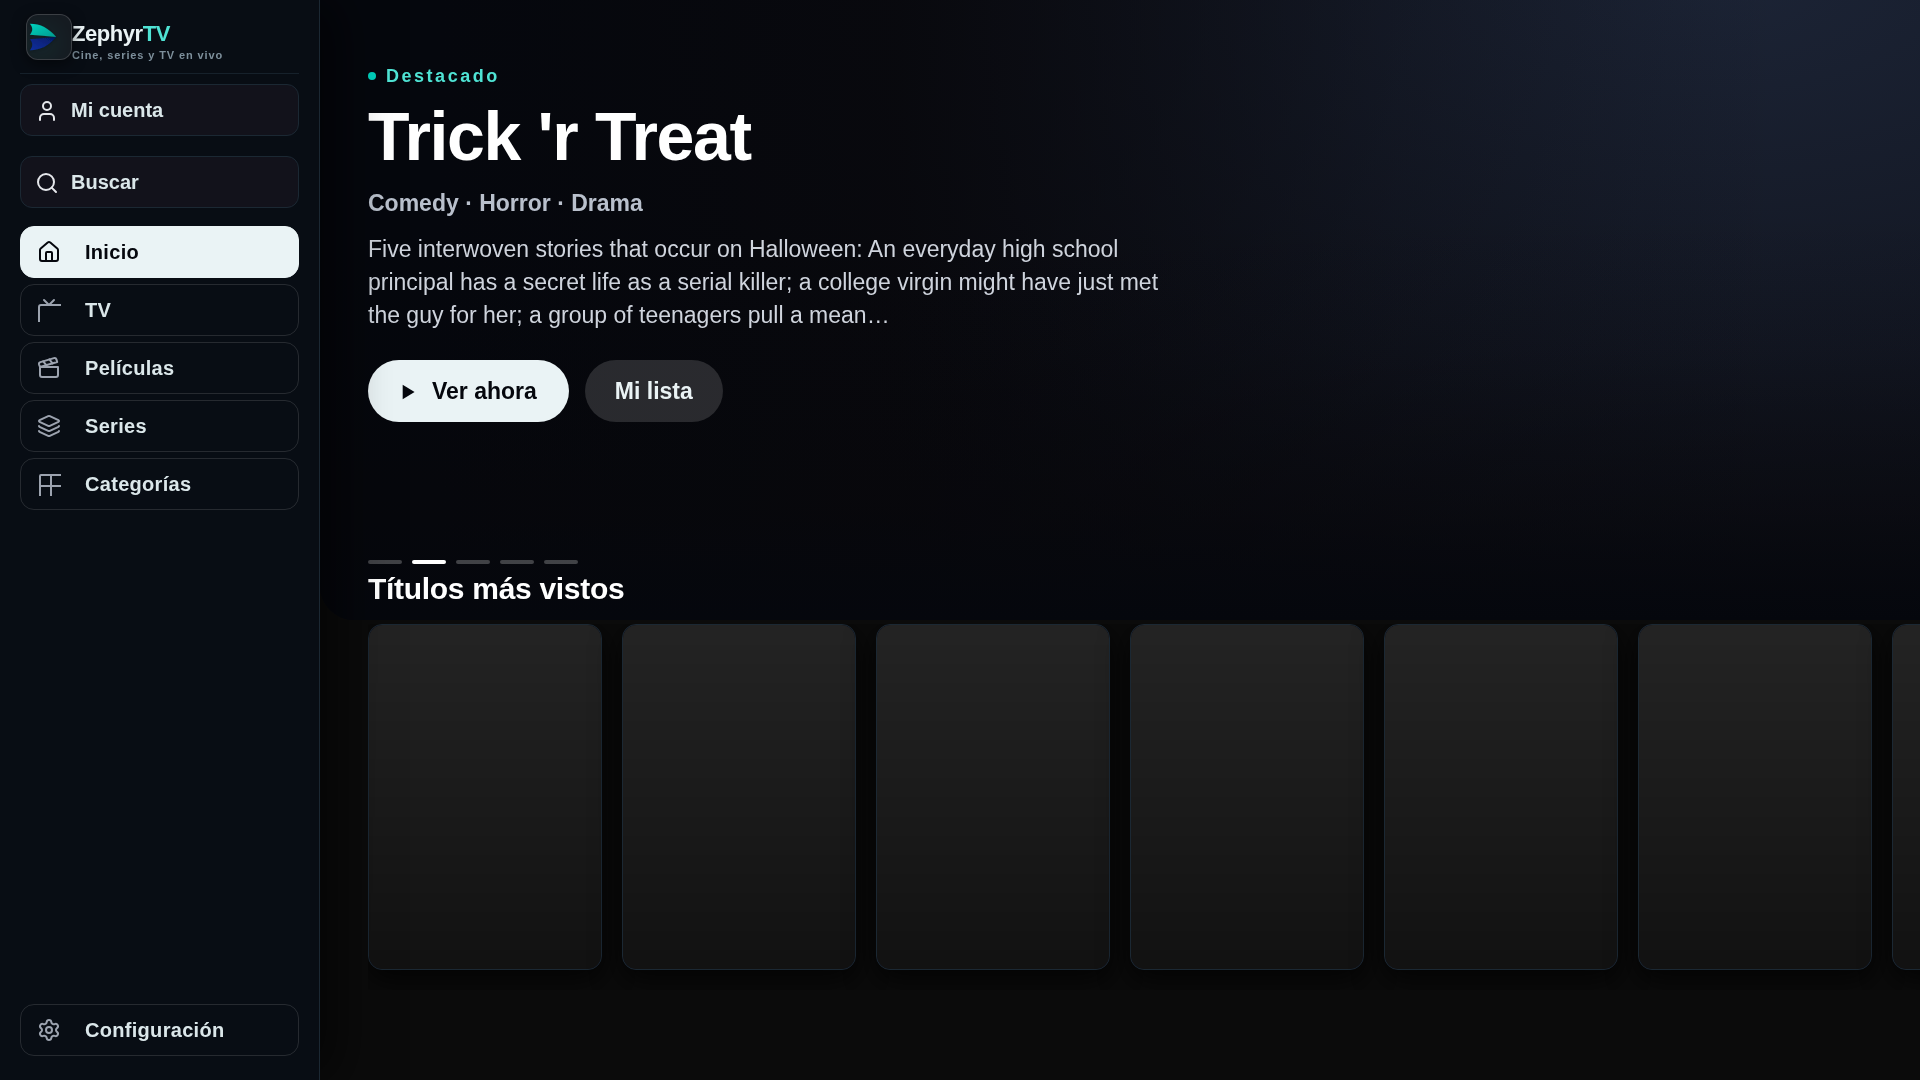 ZephyrTV
Cine, series y TV en vivo
Mi cuenta
Buscar
Inicio
TV
Películas
Series
Categorías
Configuración
Destacado
Trick 'r Treat
Comedy · Horror · Drama
Five interwoven stories that occur on Halloween: An everyday high school
principal has a secret life as a serial killer; a college virgin might have just met
the guy for her; a group of teenagers pull a mean…
Ver ahora
Mi lista
Títulos más vistos